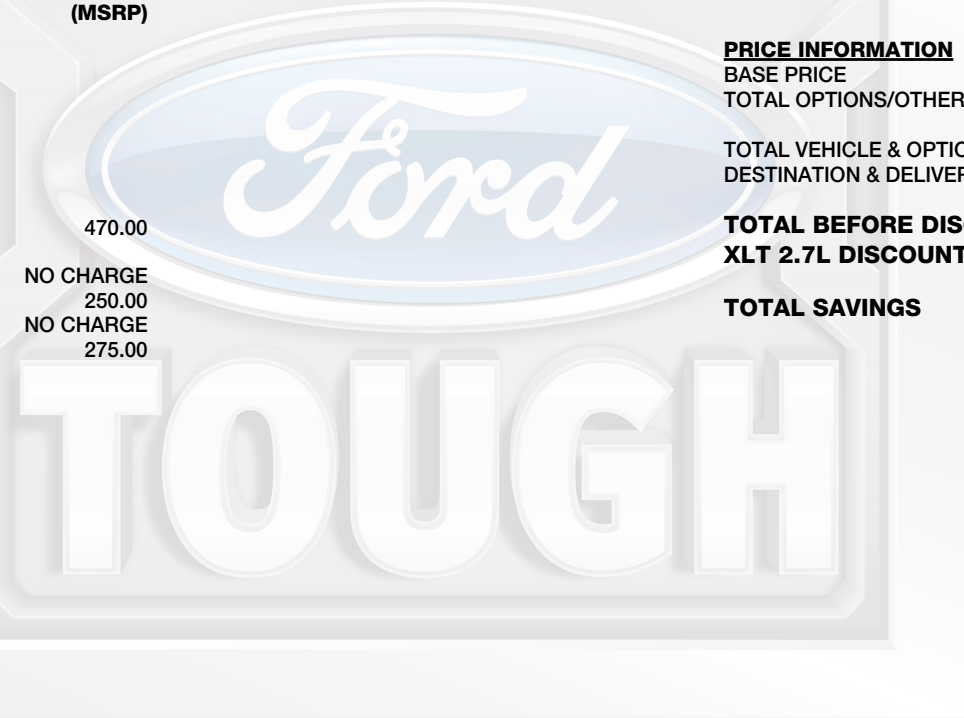 (MSRP)
470.00
NO CHARGE
250.00
NO CHARGE
275.00
PRICE INFORMATION
BASE PRICE
TOTAL OPTIONS/OTHER
TOTAL VEHICLE & OPTIO
DESTINATION & DELIVER
TOTAL BEFORE DIS
XLT 2.7L DISCOUNT
TOTAL SAVINGS
Ford
TOUGH